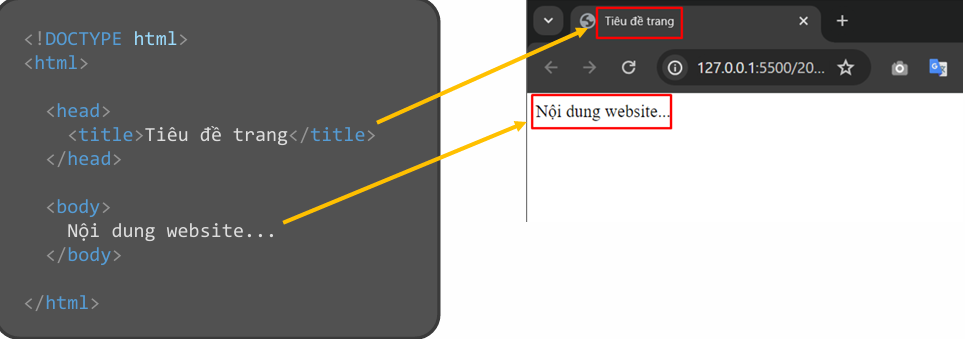 <!DOCTYPE html>
<html>
<head>
<title>Tiêu đề trang</title>
</head>
<body>
Nội dung website...
</body>
</html>
Tiêu đề trang
127.0.0.1:5500/20...
Nội dung website...